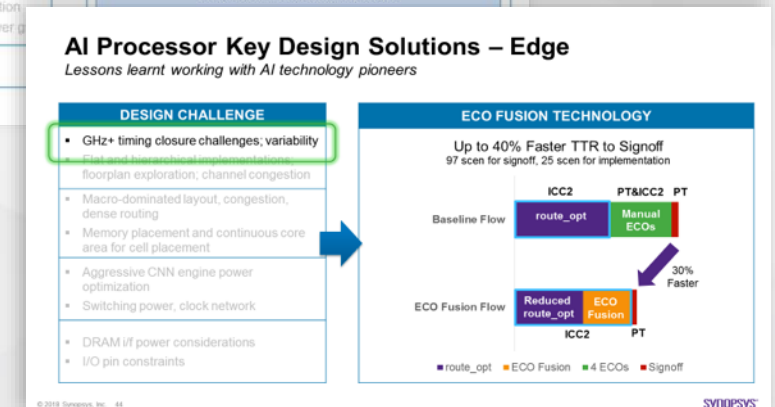 tion
ver g
AI Processor Key Design Solutions – Edge
Lessons learnt working with AI technology pioneers
DESIGN CHALLENGE
▪ GHz+ timing closure challenges; variability
▪ Flat and hierarchical implementations;
floorplan exploration; channel congestion
▪ Macro-dominated layout, congestion,
dense routing
▪ Memory placement and continuous core
area for cell placement
▪ Aggressive CNN engine power
optimization
▪ Switching power, clock network
▪ DRAM i/f power considerations
▪ I/O pin constraints
ECO FUSION TECHNOLOGY
Up to 40% Faster TTR to Signoff
97 scen for signoff, 25 scen for implementation
ICC2 PT&ICC2 PT
Baseline Flow
route_opt
Manual
ECOs
30%
Faster
ECO Fusion Flow
Reduced
route_opt
ECO
Fusion
ICC2 PT
route_opt ECO Fusion 4 ECOs Signoff
© 2019 Synopsys, Inc. 44
SYNOPSYS